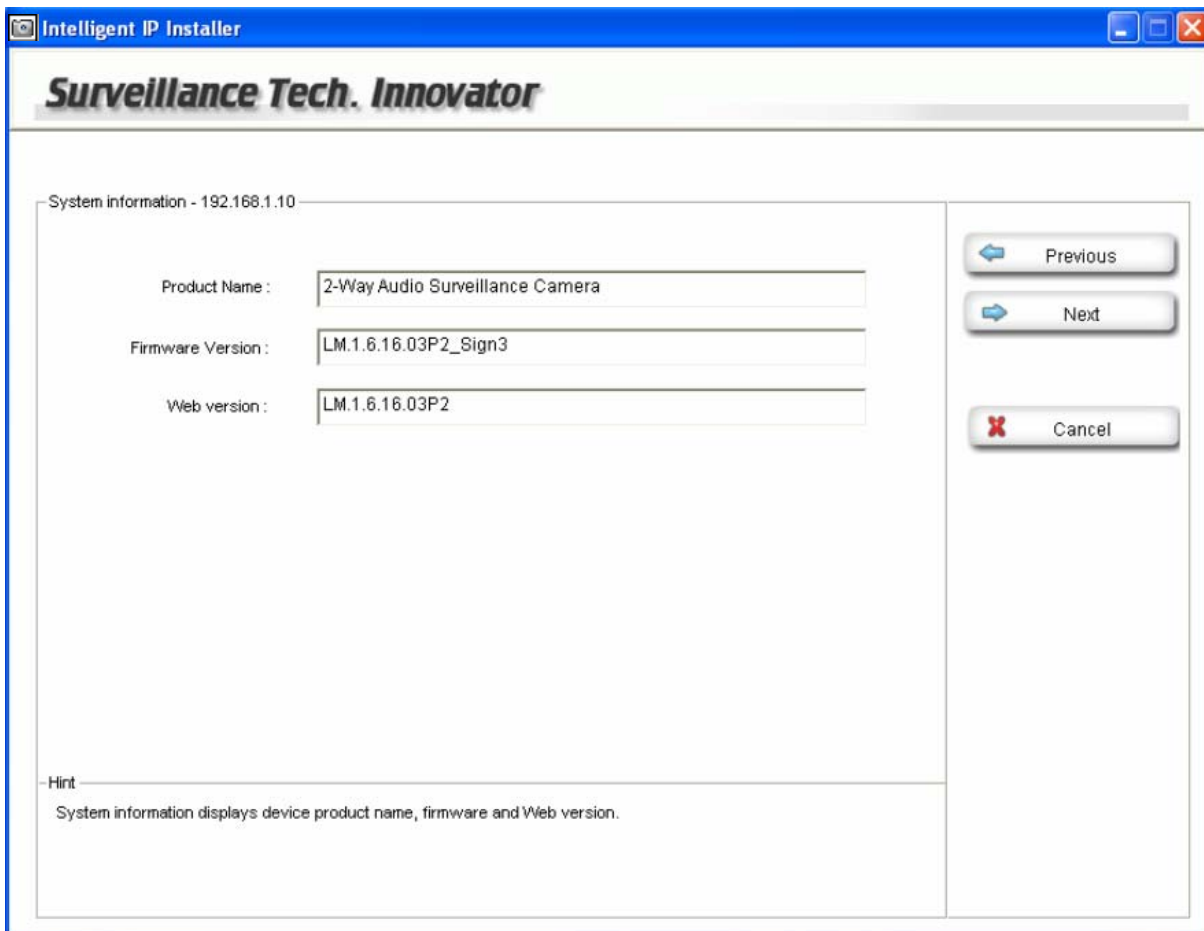 Intelligent IP Installer
Surveillance Tech. Innovator
System information - 192.168.1.10
Product Name : 2-Way Audio Surveillance Camera
Firmware Version : LM.1.6.16.03P2_Sign3
Web version : LM.1.6.16.03P2
Previous
Next
Cancel
Hint
System information displays device product name, firmware and Web version.